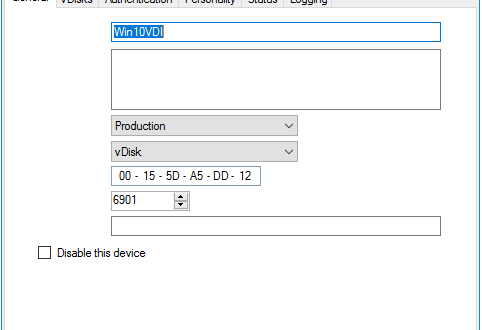 General vDisks Authentication Personality Status Logging
Win10VDI
Production
vDisk
00 - 15 - 5D - A5 - DD - 12
6901
Disable this device